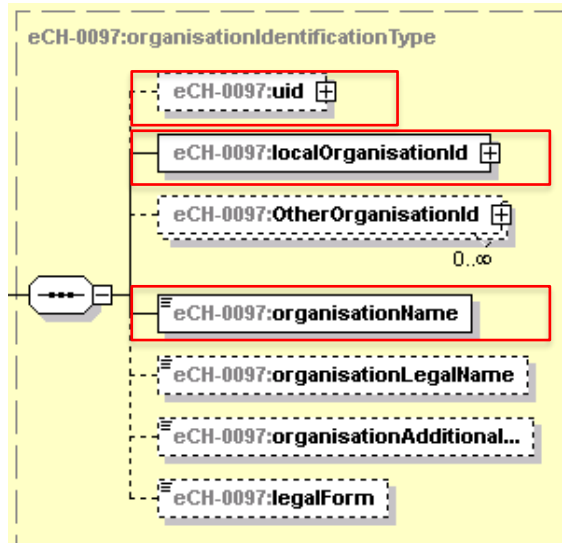 eCH-0097:organisationIdentificationType
eCH-0097:uid
eCH-0097:localOrganisationId
eCH-0097:OtherOrganisationId
0..∞
eCH-0097:organisationName
eCH-0097:organisationLegalName
eCH-0097:organisationAdditional...
eCH-0097:legalForm